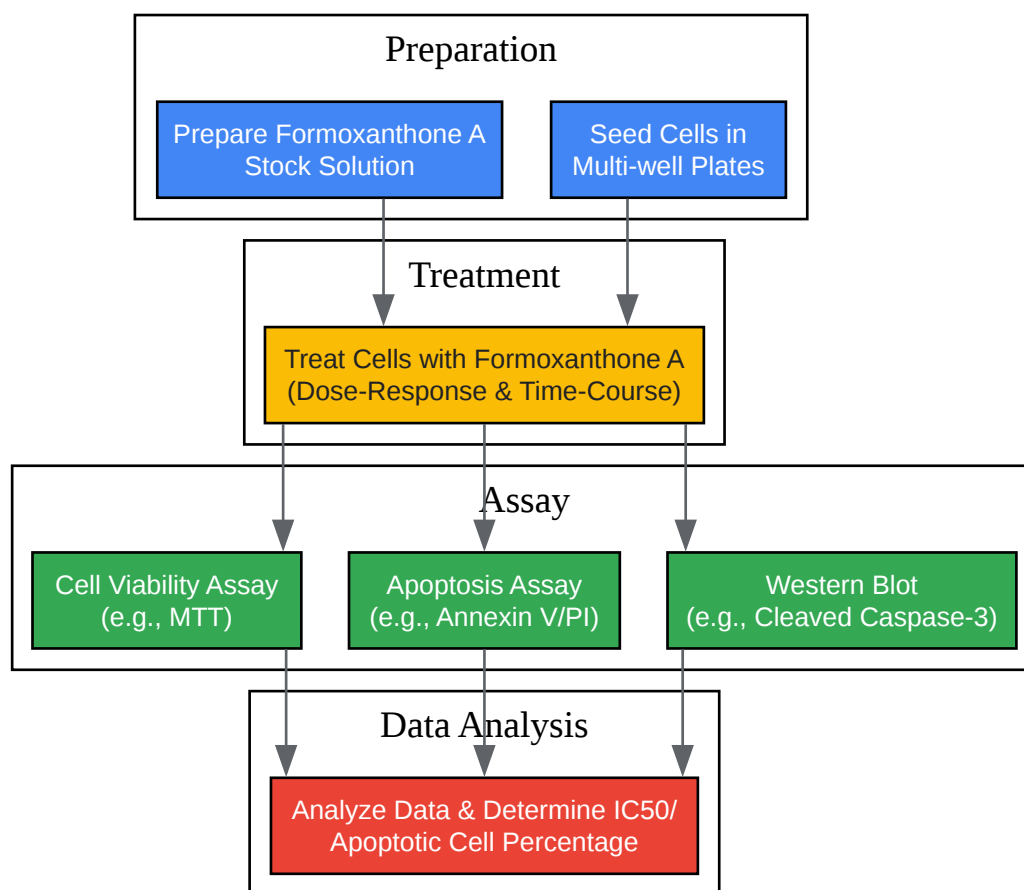 Preparation
Prepare Formoxanthone A
Stock Solution
Seed Cells in
Multi-well Plates
Treatment
Treat Cells with Formoxanthone A
(Dose-Response & Time-Course)
Assay
Cell Viability Assay
(e.g., MTT)
Apoptosis Assay
(e.g., Annexin V/PI)
Western Blot
(e.g., Cleaved Caspase-3)
Data Analysis
Analyze Data & Determine IC50/
Apoptotic Cell Percentage